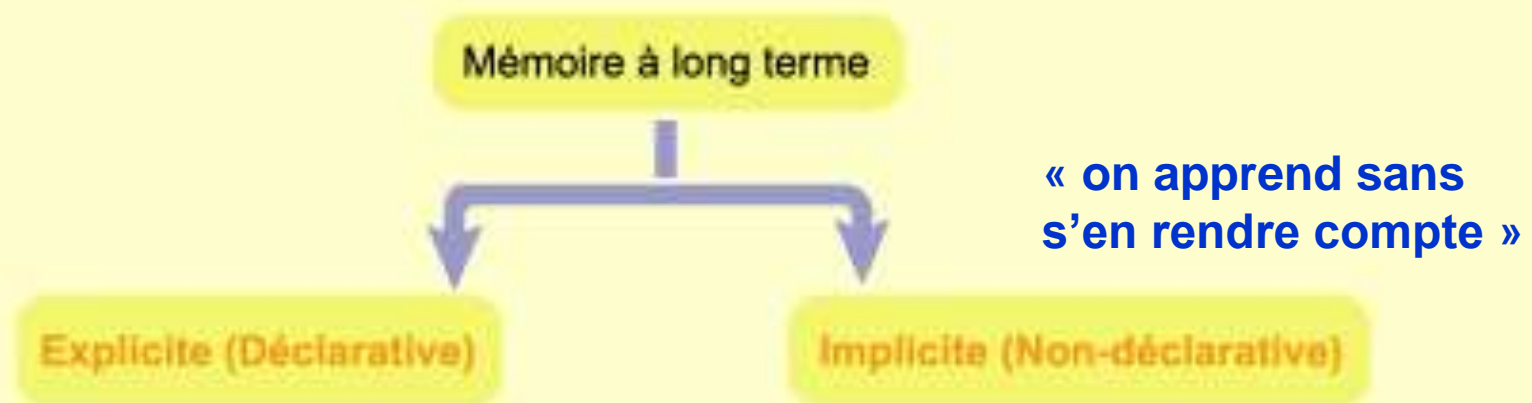 Mémoire à long terme
« on apprend sans
s’en rendre compte »
Explicite (Déclarative)
Implicite (Non-déclarative)